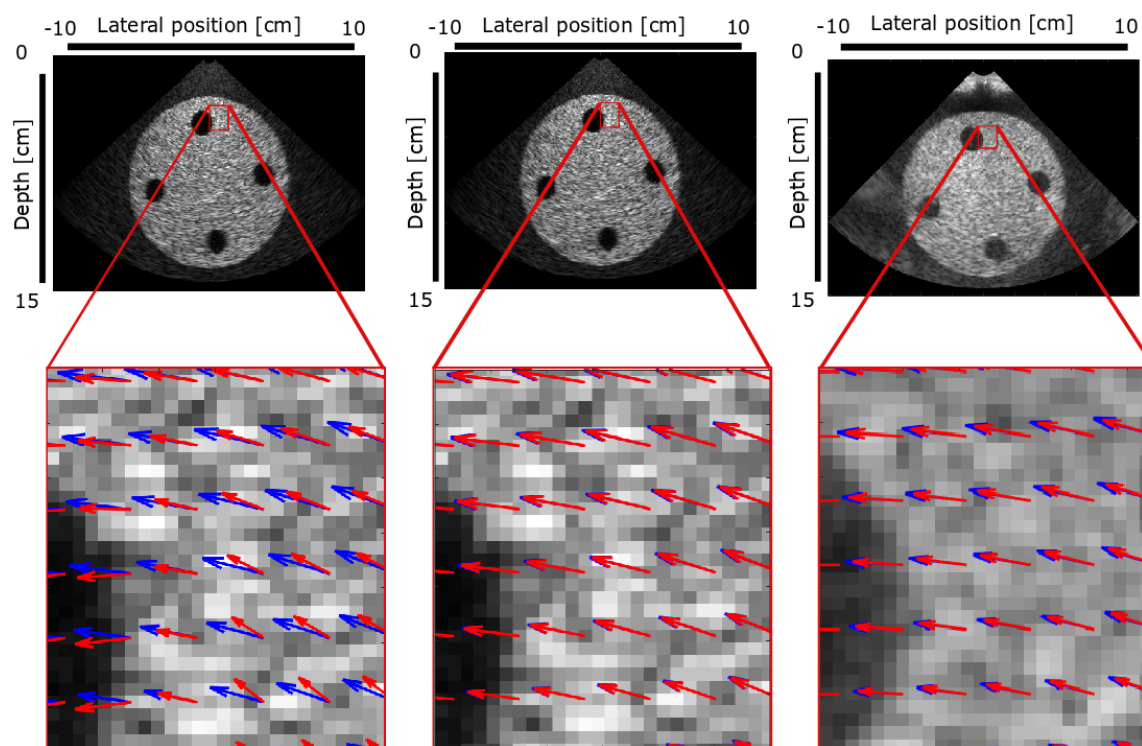 -10 Lateral position [cm] 10
-10 Lateral position [cm] 10
-10 Lateral position [cm] 10
0
Depth [cm]
15
0
Depth [cm]
15
0
Depth [cm]
15